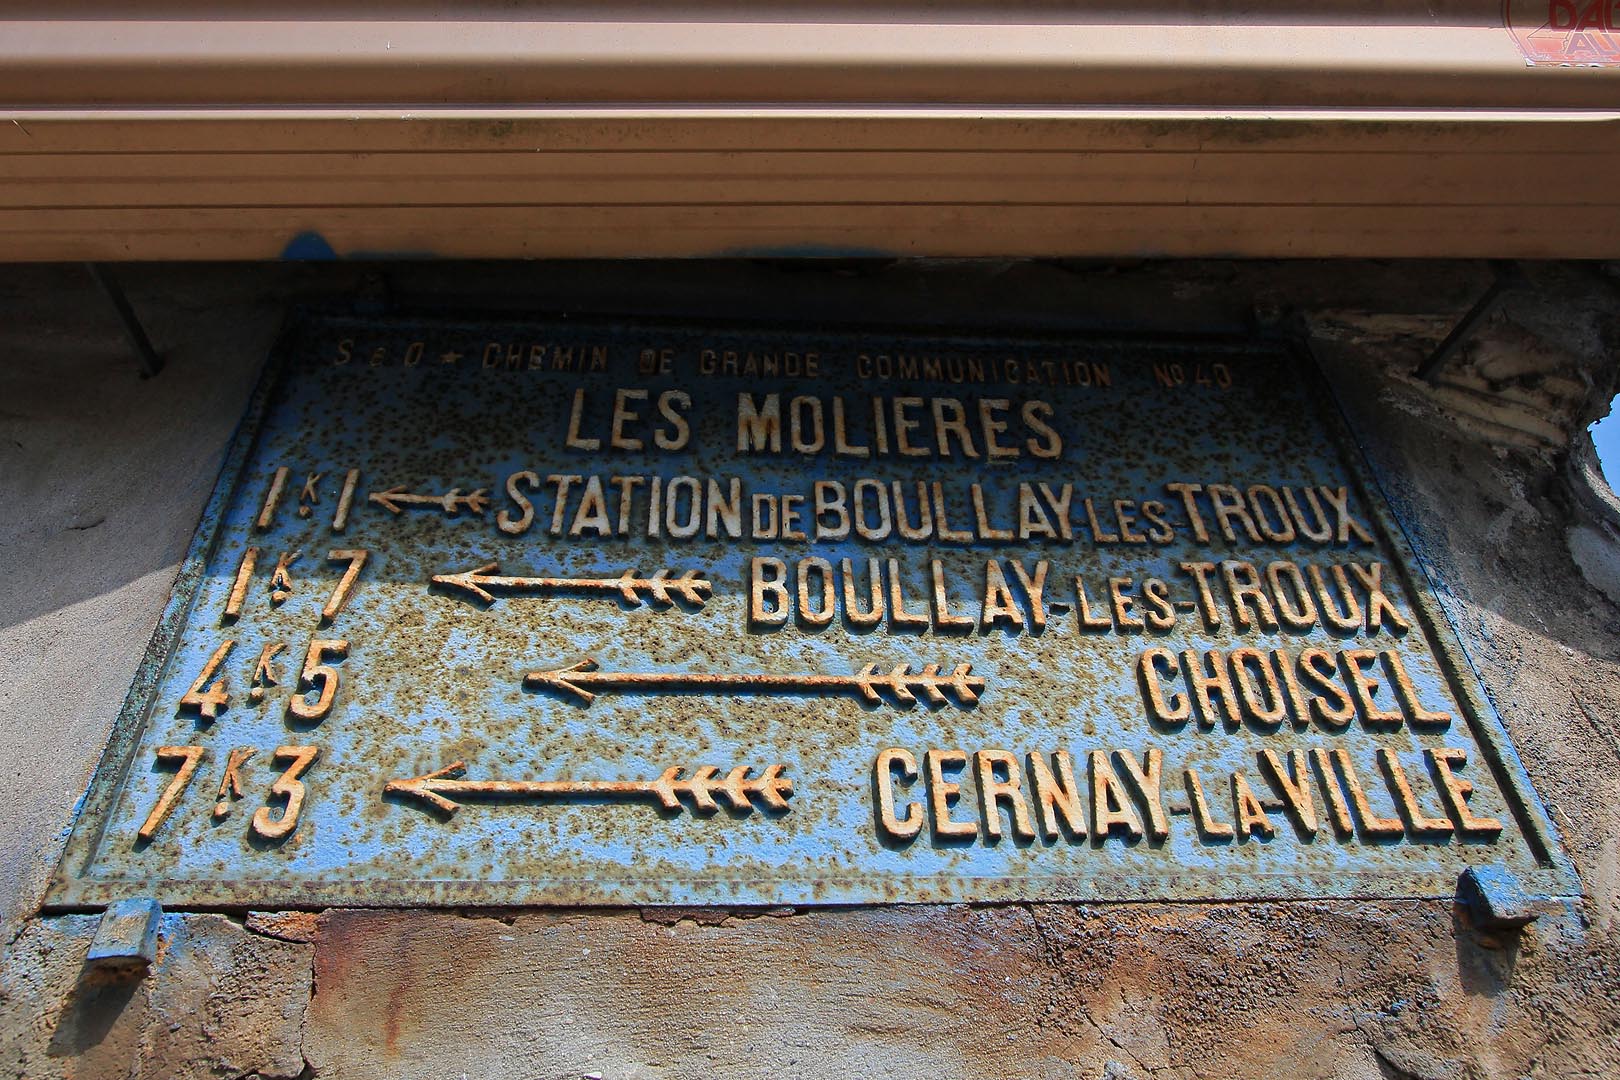 S & O ★ CHEMIN DE GRANDE COMMUNICATION No 40
LES MOLIERES
1K1 STATION DE BOULLAY-LES-TROUX
1K7 BOULLAY-LES-TROUX
4K5 CHOISEL
7K3 CERNAY-LA-VILLE